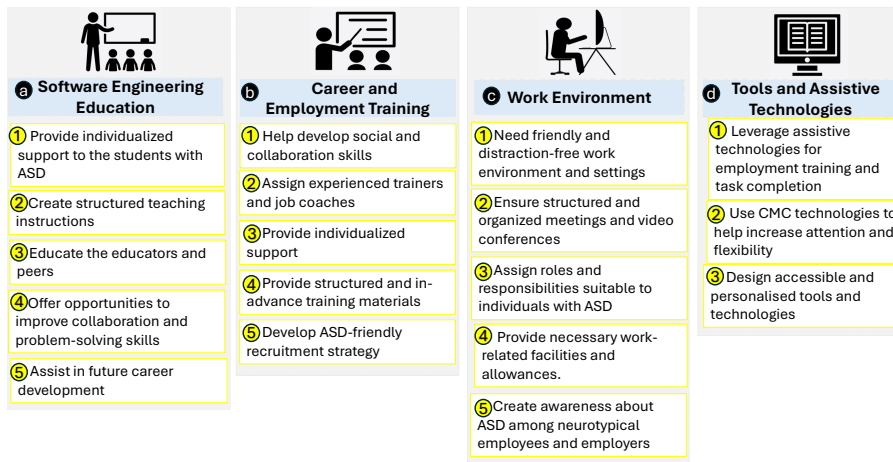 a Software Engineering
Education
1 Provide individualized
support to the students with
ASD
2 Create structured teaching
instructions
3 Educate the educators and
peers
4 Offer opportunities to
improve collaboration and
problem-solving skills
5 Assist in future career
development
b Career and
Employment Training
1 Help develop social and
collaboration skills
2 Assign experienced trainers
and job coaches
3 Provide individualized
support
4 Provide structured and in-
advance training materials
5 Develop ASD-friendly
recruitment strategy
c Work Environment
1 Need friendly and
distraction-free work
environment and settings
2 Ensure structured and
organized meetings and video
conferences
3 Assign roles and
responsibilities suitable to
individuals with ASD
4 Provide necessary work-
related facilities and
allowances.
5 Create awareness about
ASD among neurotypical
employees and employers
d Tools and Assistive
Technologies
1 Leverage assistive
technologies for
employment training and
task completion
2 Use CMC technologies to
help increase attention and
flexibility
3 Design accessible and
personalised tools and
technologies